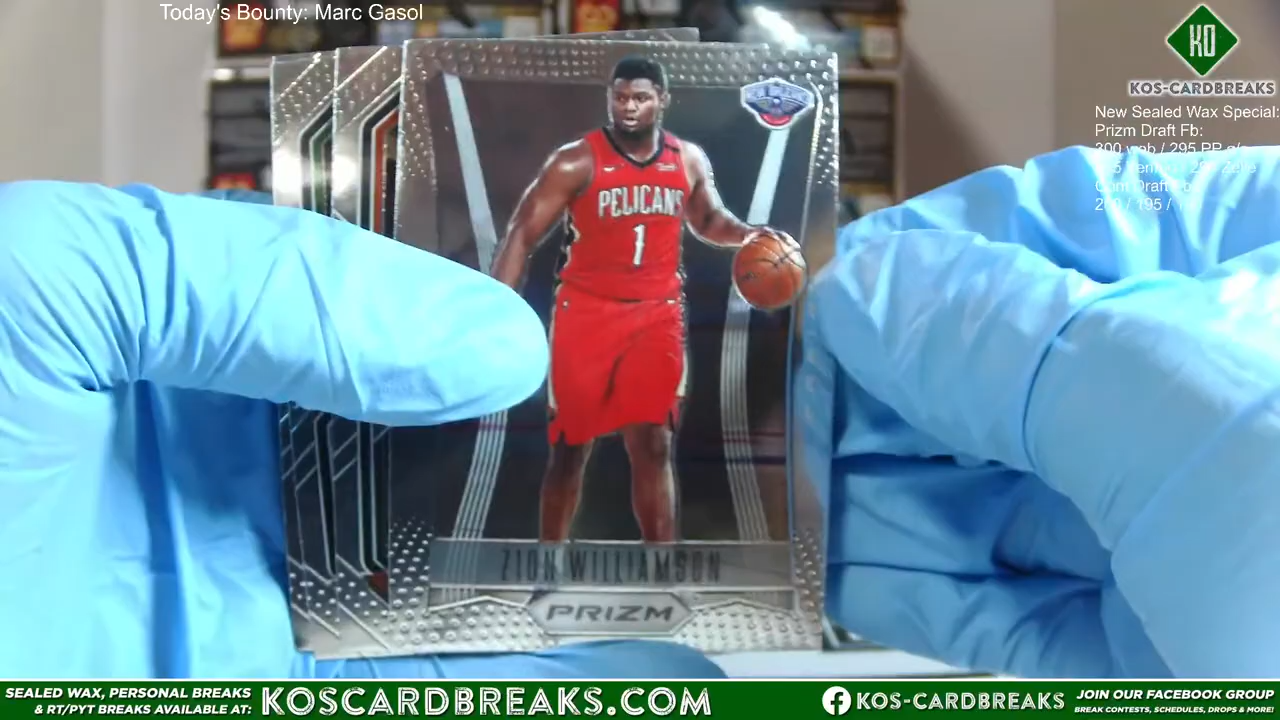 Today's Bounty: Marc Gasol
KO
KOS-CARDBREAKS
New Sealed Wax Special:
Prizm Draft Fb:
PELICANS
1
ZION WILLIAMSON
PRIZM
SEALED WAX, PERSONAL BREAKS
& RT/PYT BREAKS AVAILABLE AT:
KOSCARDBREAKS.COM
KOS-CARDBREAKS
JOIN OUR FACEBOOK GROUP
BREAK CONTESTS, SCHEDULES, DROPS & MORE!